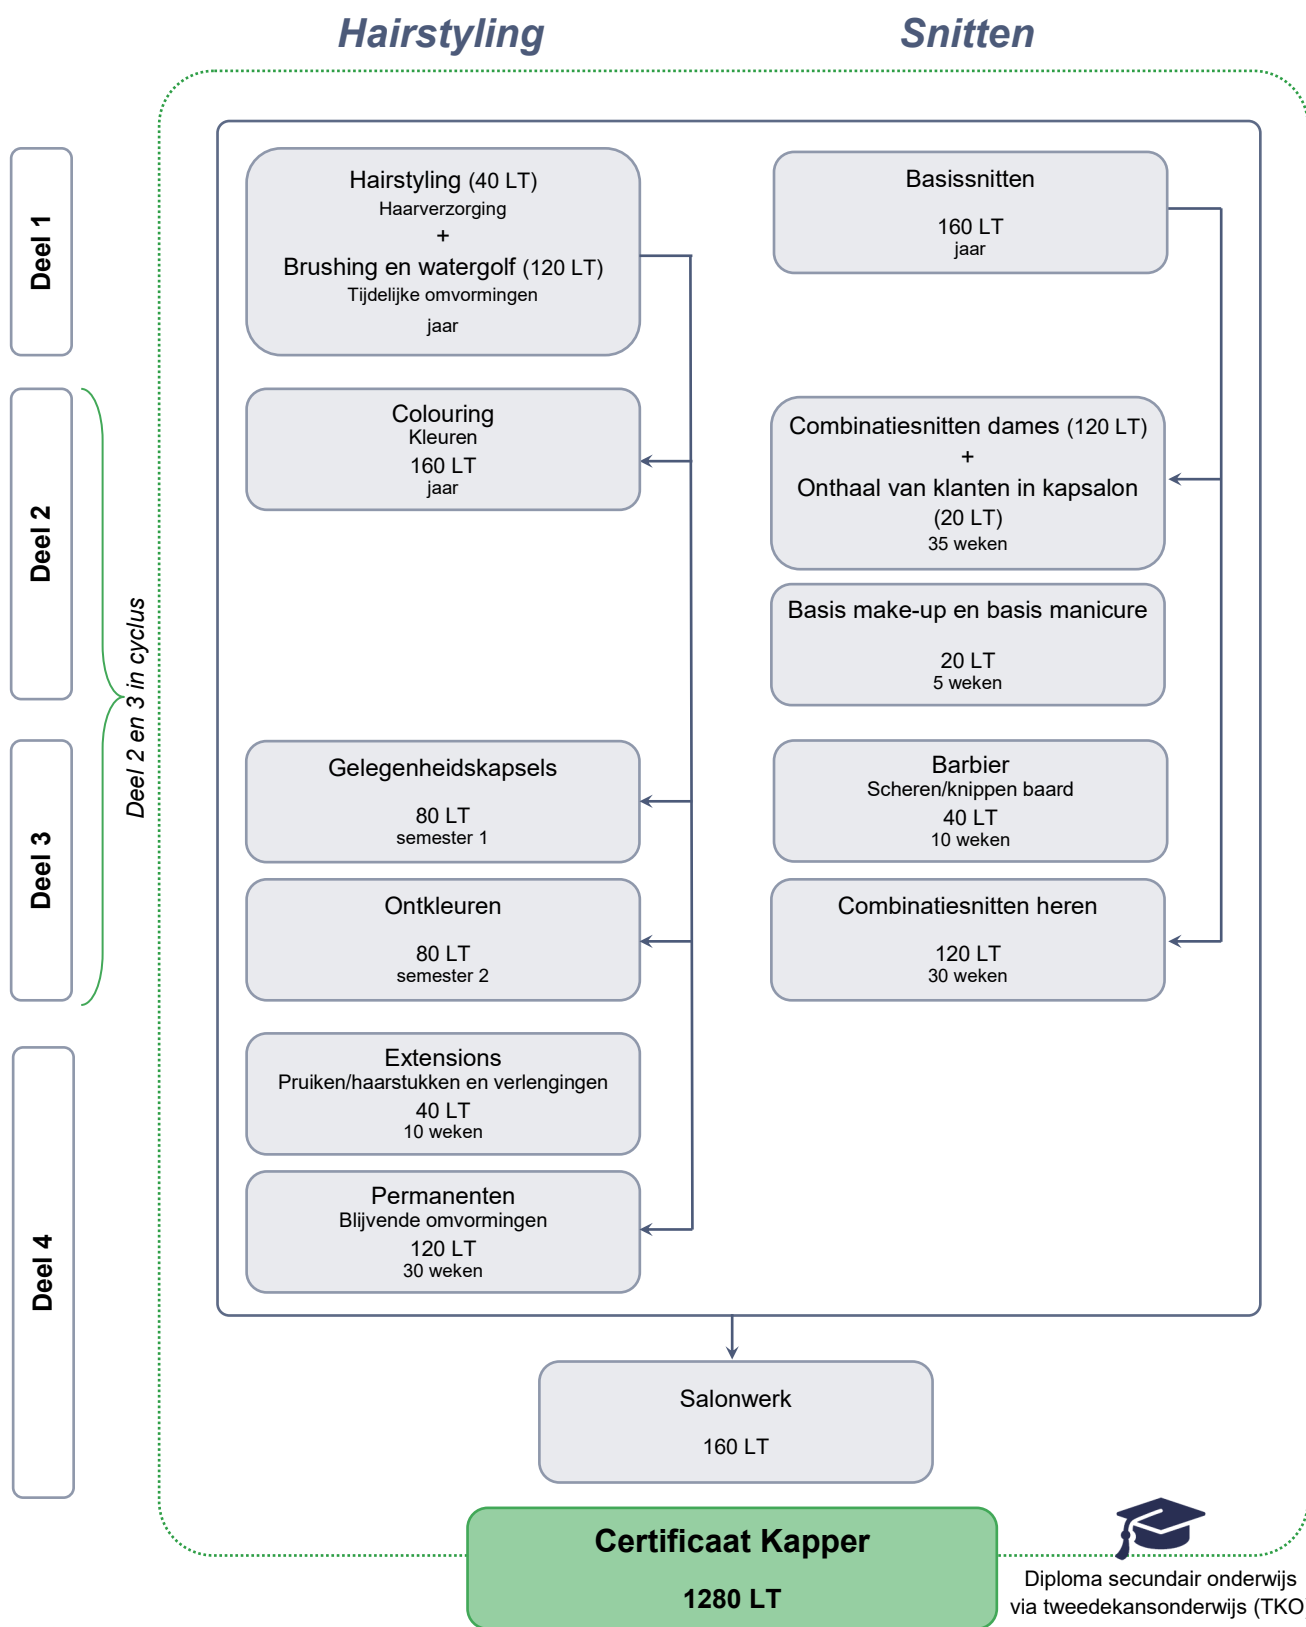 Hairstyling
Snitten
Deel 1
Hairstyling (40 LT)
Haarverzorging
+
Brushing en watergolf (120 LT)
Tijdelijke omvormingen
jaar
Basissnitten
160 LT
jaar
Deel 2
Deel 2 en 3 in cyclus
Colouring
Kleuren
160 LT
jaar
Combinatiesnitten dames (120 LT)
+
Onthaal van klanten in kapsalon
(20 LT)
35 weken
Basis make-up en basis manicure
20 LT
5 weken
Deel 3
Gelegenheidskapsels
80 LT
semester 1
Barbier
Scheren/knippen baard
40 LT
10 weken
Ontkleuren
80 LT
semester 2
Combinatiesnitten heren
120 LT
30 weken
Deel 4
Extensions
Pruiken/haarstukken en verlengingen
40 LT
10 weken
Permanenten
Blijvende omvormingen
120 LT
30 weken
Salonwerk
160 LT
Certificaat Kapper
1280 LT
Diploma secundair onderwijs
via tweedekansonderwijs (TKO)